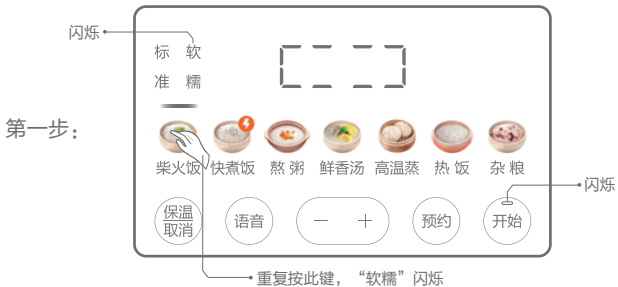 闪烁
标 软
准 糯
第一步：
柴火饭 快煮饭 熬 粥 鲜香汤 高温蒸 热 饭 杂 粮
闪烁
保温
取消
语音
－ ＋
预约
开始
重复按此键，“软糯”闪烁